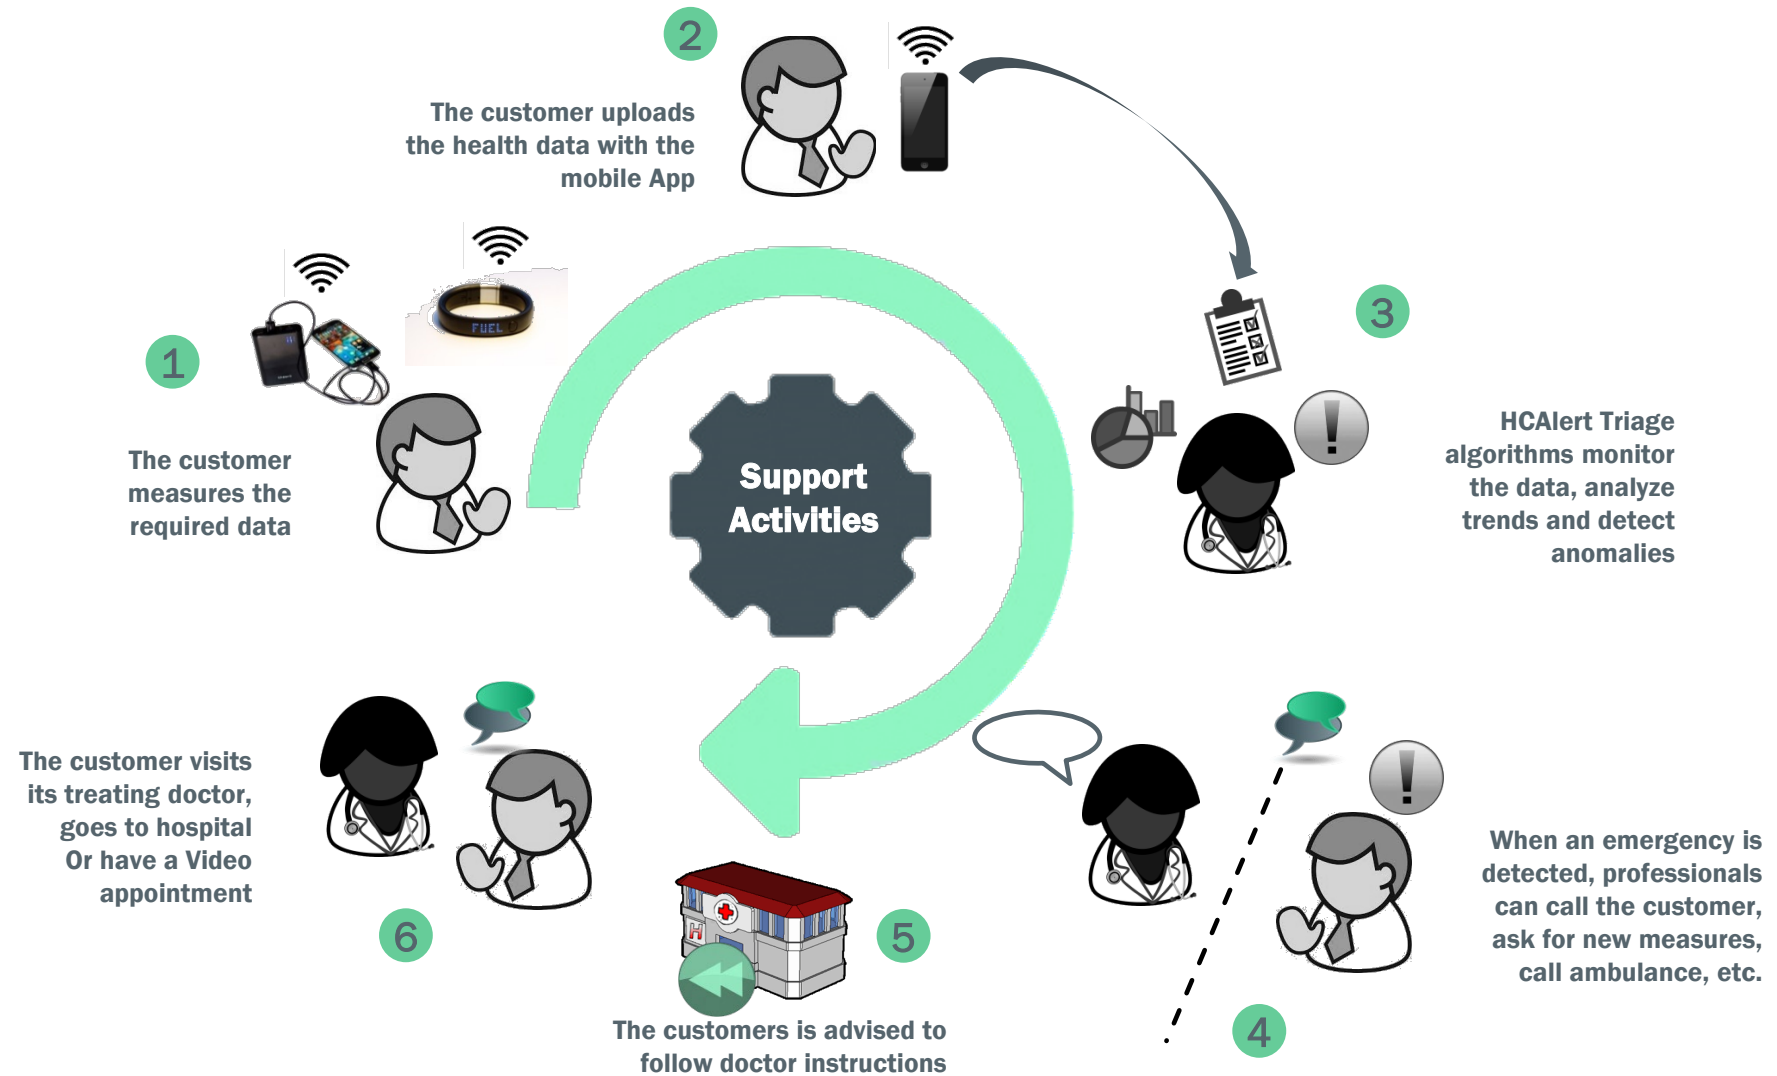 2
The customer uploads
the health data with the
mobile App
1
FUEL
The customer
measures the
required data
Support
Activities
3
HCAlert Triage
algorithms monitor
the data, analyze
trends and detect
anomalies
The customer visits
its treating doctor,
goes to hospital
Or have a Video
appointment
6
H
5
The customers is advised to
follow doctor instructions
When an emergency is
detected, professionals
can call the customer,
ask for new measures,
call ambulance, etc.
4